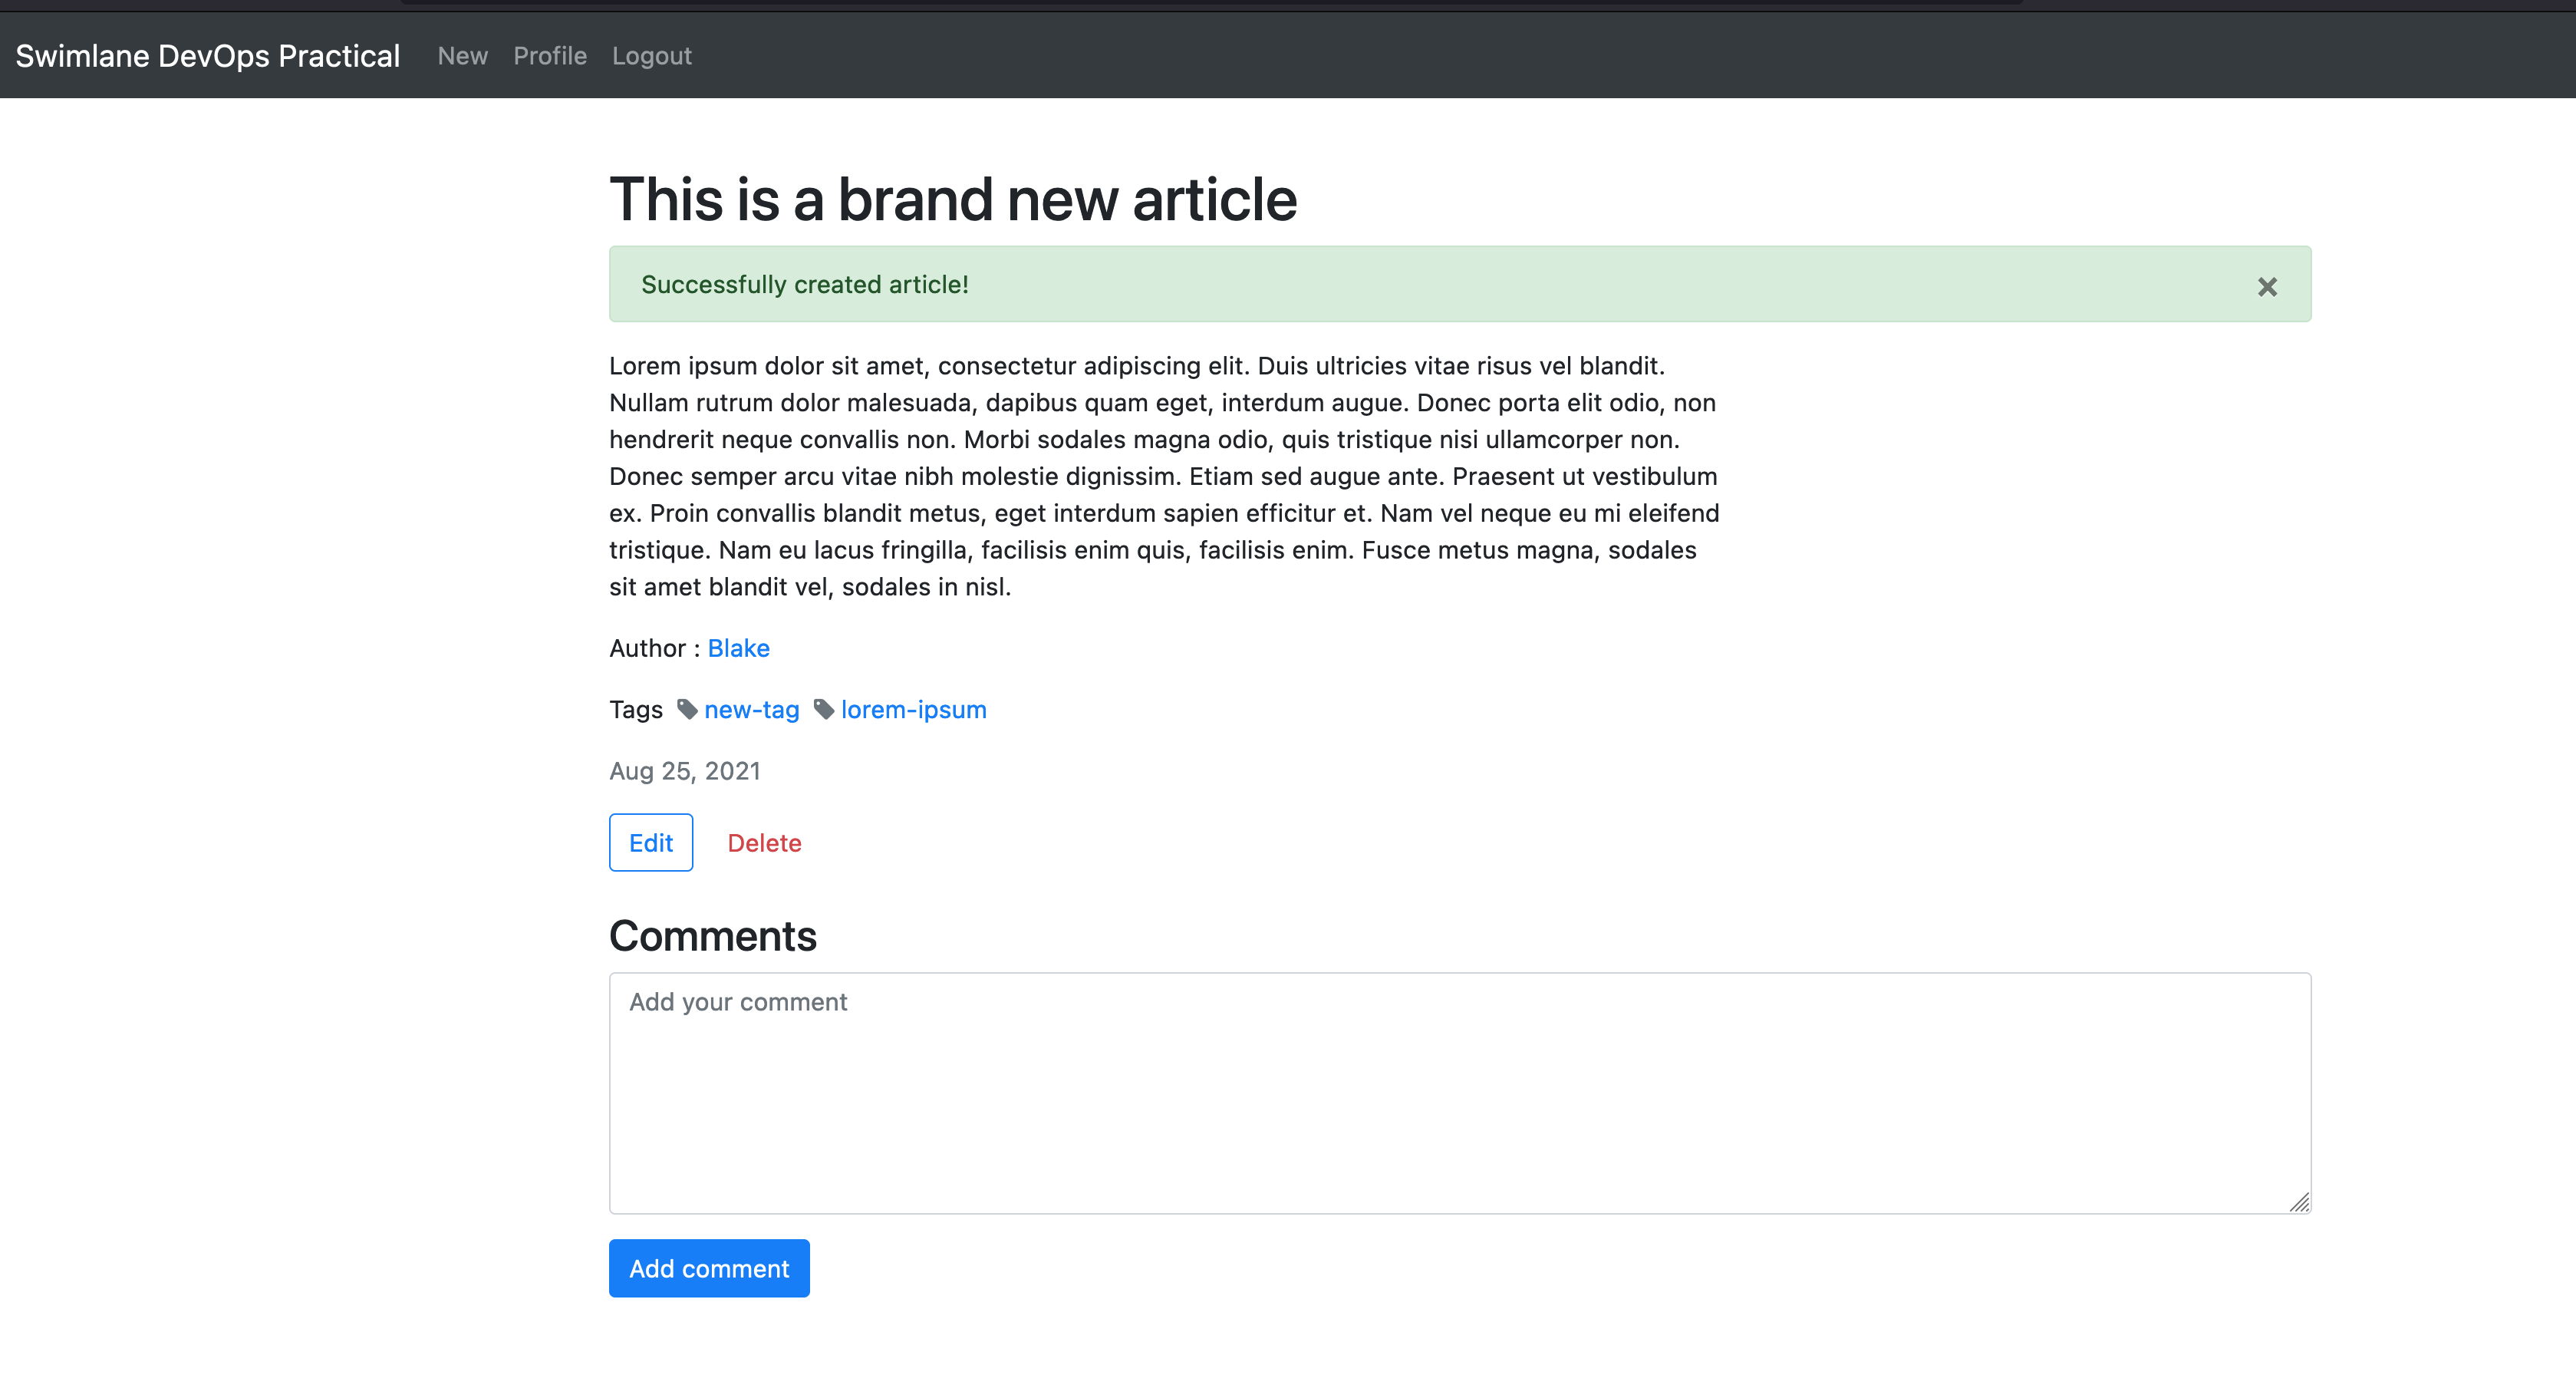 Swimlane DevOps Practical New Profile Logout
This is a brand new article
Successfully created article! ×
Lorem ipsum dolor sit amet, consectetur adipiscing elit. Duis ultricies vitae risus vel blandit.
Nullam rutrum dolor malesuada, dapibus quam eget, interdum augue. Donec porta elit odio, non
hendrerit neque convallis non. Morbi sodales magna odio, quis tristique nisi ullamcorper non.
Donec semper arcu vitae nibh molestie dignissim. Etiam sed augue ante. Praesent ut vestibulum
ex. Proin convallis blandit metus, eget interdum sapien efficitur et. Nam vel neque eu mi eleifend
tristique. Nam eu lacus fringilla, facilisis enim quis, facilisis enim. Fusce metus magna, sodales
sit amet blandit vel, sodales in nisl.
Author : Blake
Tags new-tag lorem-ipsum
Aug 25, 2021
Edit Delete
Comments
Add your comment
Add comment